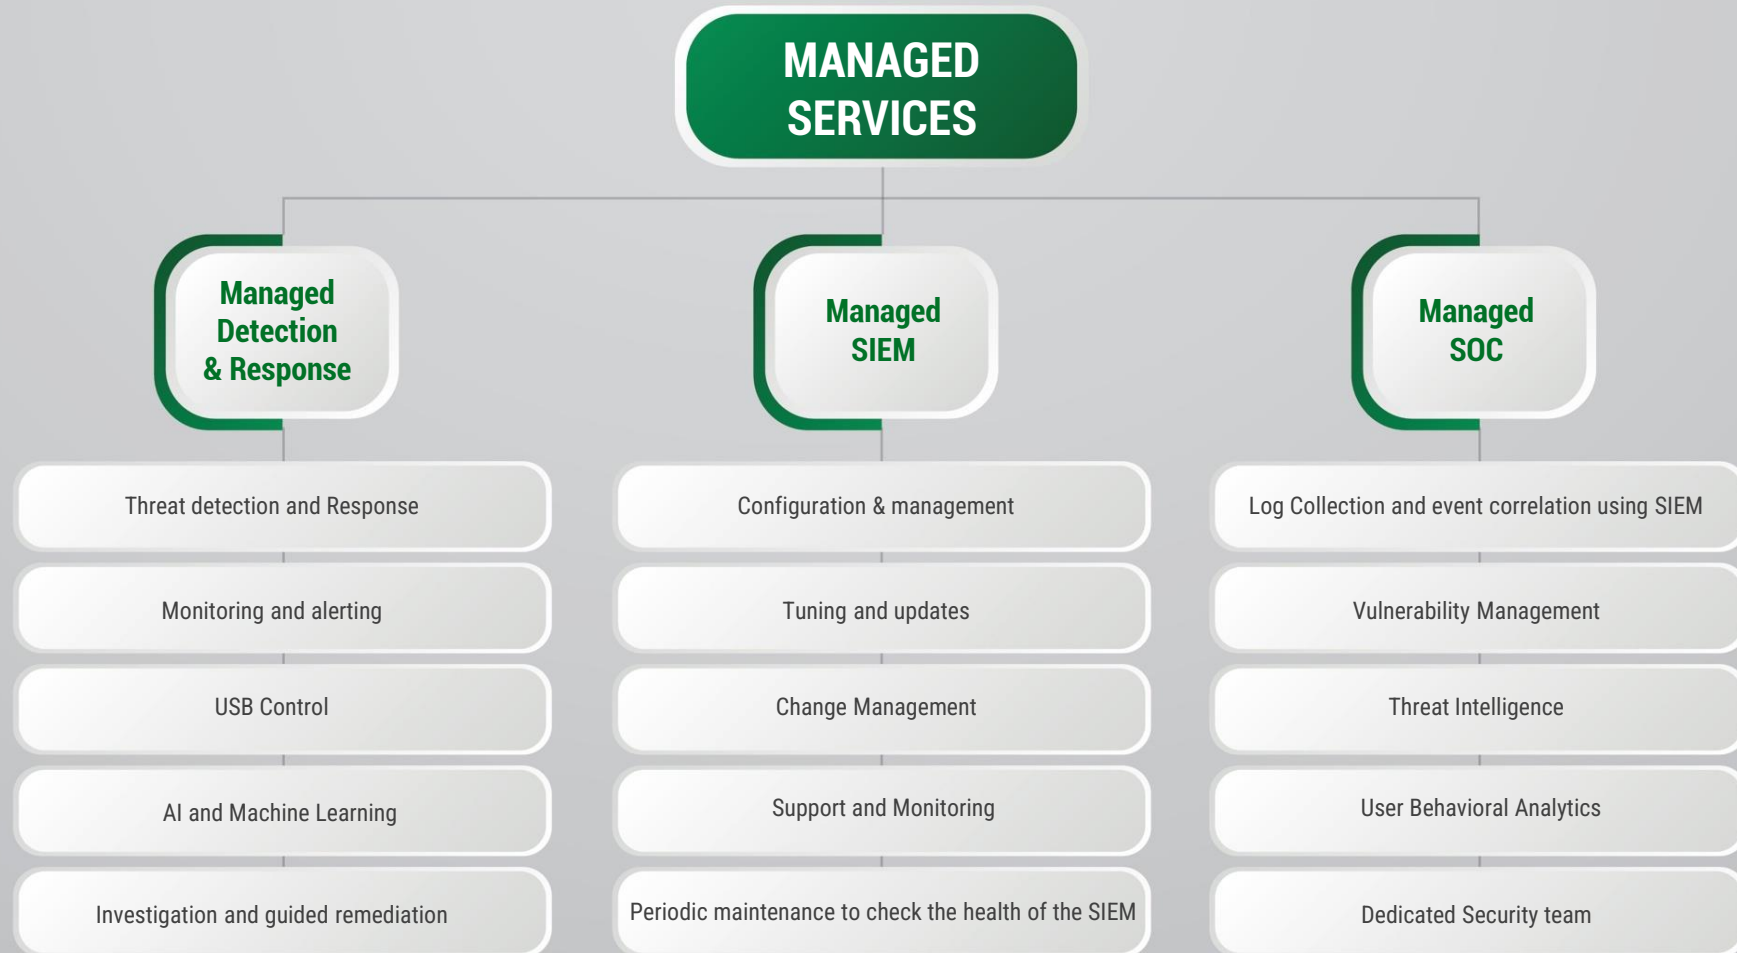 MANAGED
SERVICES
Managed
Detection
& Response
Threat detection and Response
Monitoring and alerting
USB Control
AI and Machine Learning
Investigation and guided remediation
Managed
SIEM
Configuration & management
Tuning and updates
Change Management
Support and Monitoring
Periodic maintenance to check the health of the SIEM
Managed
SOC
Log Collection and event correlation using SIEM
Vulnerability Management
Threat Intelligence
User Behavioral Analytics
Dedicated Security team